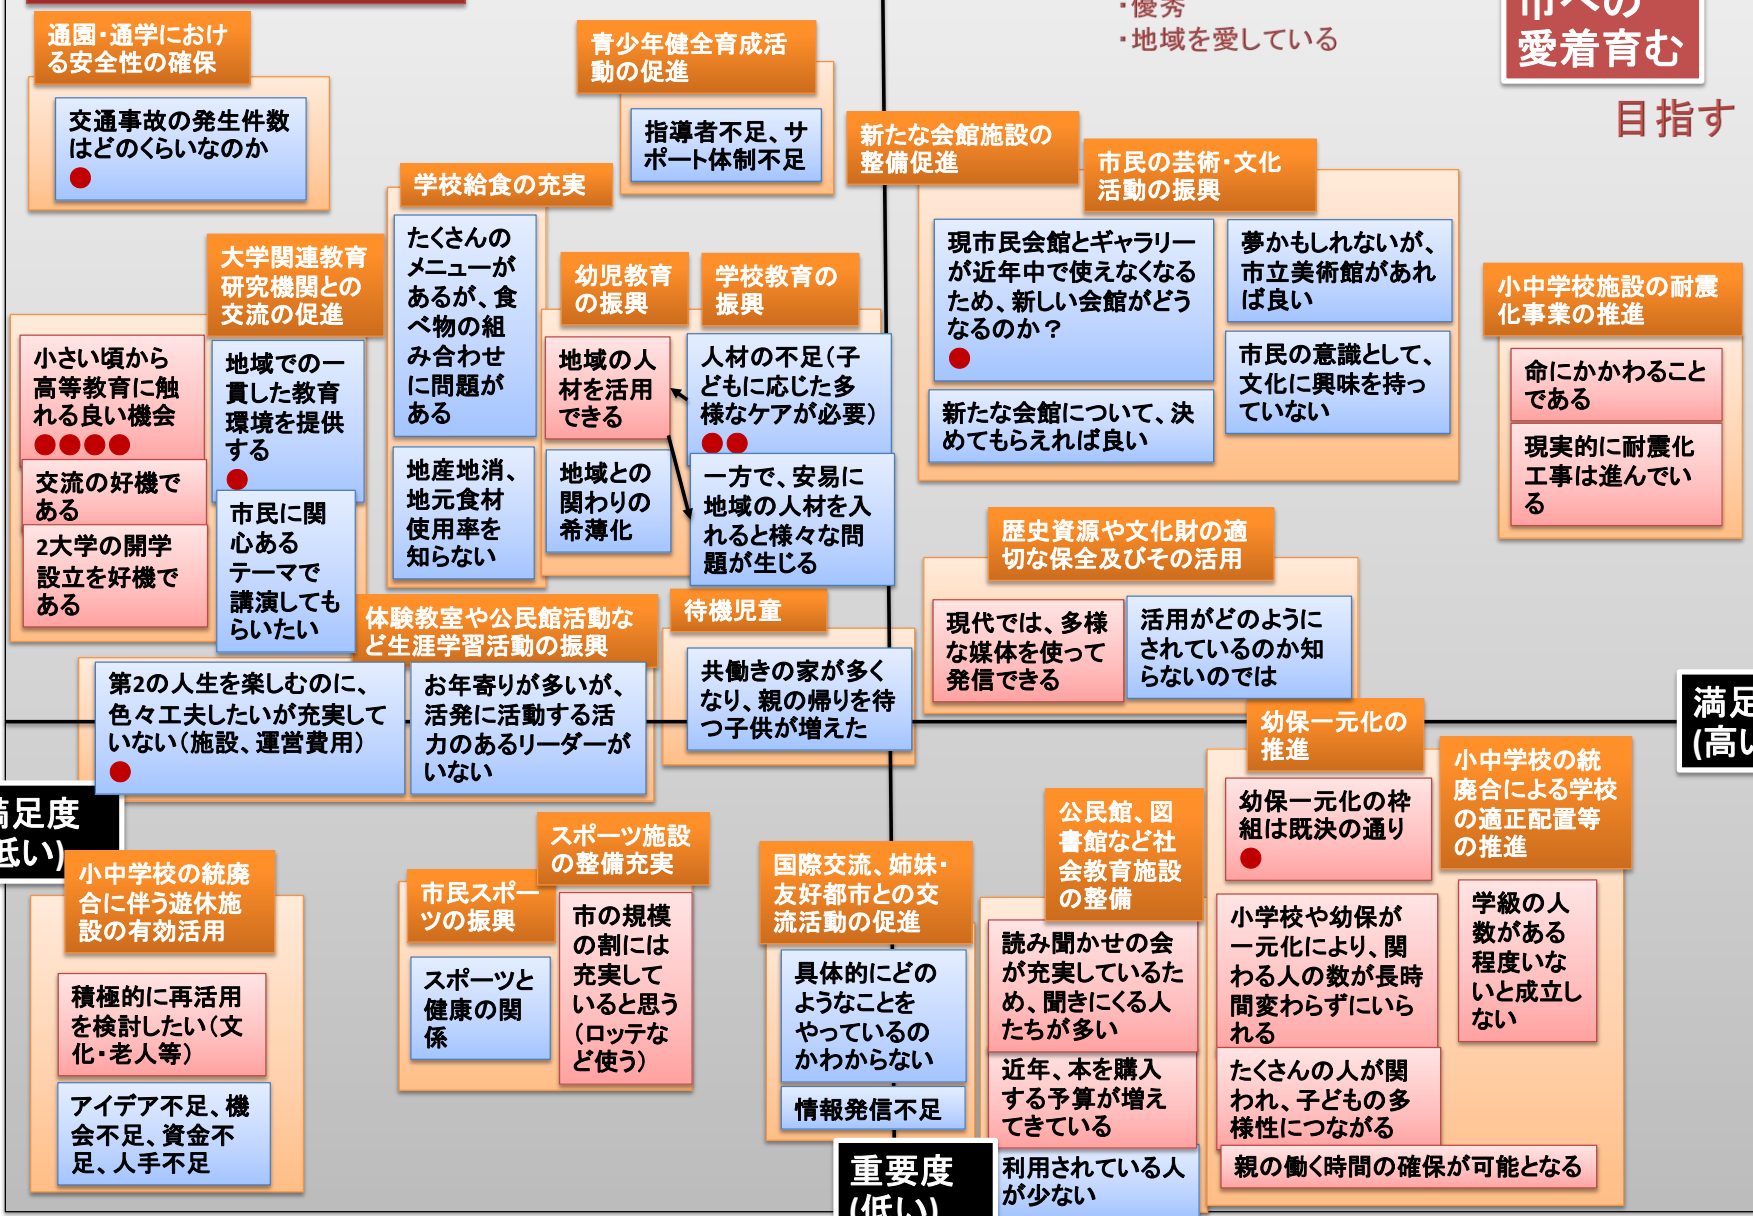 ・優秀
・地域を愛している
市への
愛着育む
目指す
通園・通学におけ
る安全性の確保
交通事故の発生件数
はどのくらいなのか
青少年健全育成活
動の促進
指導者不足、サ
ポート体制不足
学校給食の充実
たくさんの
メニューが
あるが、食
べ物の組
み合わせ
に問題が
ある
地産地消、
地元食材
使用率を
知らない
大学関連教育
研究機関との
交流の促進
小さい頃から
高等教育に触
れる良い機会
交流の好機で
ある
2大学の開学
設立を好機で
ある
地域での一
貫した教育
環境を提供
する
市民に関
心ある
テーマで
講演しても
らいたい
幼児教育
の振興
学校教育の
振興
地域の人
材を活用
できる
地域との
関わりの
希薄化
人材の不足(子
どもに応じた多
様なケアが必要)
一方で、安易に
地域の人材を入
れると様々な問
題が生じる
新たな会館施設の
整備促進
市民の芸術・文化
活動の振興
現市民会館とギャラリー
が近年中で使えなくなる
ため、新しい会館がどう
なるのか？
新たな会館について、決
めてもらえれば良い
夢かもしれないが、
市立美術館があれ
ば良い
市民の意識として、
文化に興味を持っ
ていない
小中学校施設の耐震
化事業の推進
命にかかわること
である
現実的に耐震化
工事は進んでい
る
歴史資源や文化財の適
切な保全及びその活用
現代では、多様
な媒体を使って
発信できる
活用がどのように
されているのか知
らないのでは
体験教室や公民館活動な
ど生涯学習活動の振興
第2の人生を楽しむのに、
色々工夫したいが充実して
いない(施設、運営費用)
お年寄りが多いが、
活発に活動する活
力のあるリーダーが
いない
待機児童
共働きの家が多く
なり、親の帰りを待
つ子供が増えた
満足
(高い
満足度
低い)
小中学校の統廃
合に伴う遊休施
設の有効活用
積極的に再活用
を検討したい(文
化・老人等)
アイデア不足、機
会不足、資金不
足、人手不足
市民スポー
ツの振興
スポーツ施設
の整備充実
スポーツと
健康の関
係
市の規模
の割には
充実して
いると思う
(ロッテな
ど使う)
国際交流、姉妹・
友好都市との交
流活動の促進
具体的にどの
ようなことを
やっているの
かわからない
情報発信不足
公民館、図
書館など社
会教育施設
の整備
読み聞かせの会
が充実しているた
め、聞きにくる人
たちが多い
近年、本を購入
する予算が増え
てきている
利用されている人
が少ない
幼保一元化の
推進
小中学校の統
廃合による学校
の適正配置等
の推進
幼保一元化の枠
組は既決の通り
小学校や幼保が
一元化により、関
わる人の数が長時
間変わらずにいら
れる
たくさんの人が関
われ、子どもの多
様性につながる
親の働く時間の確保が可能となる
学級の人
数がある
程度いな
いと成立し
ない
重要度
(低い)